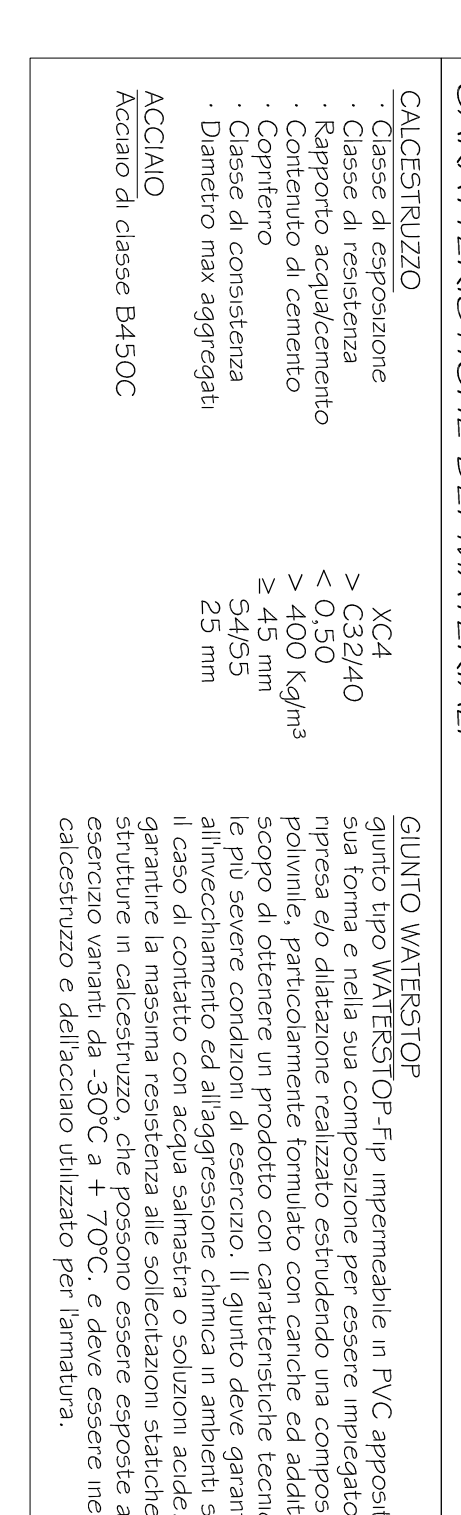 CALCESTRUZZO
· Classe di esposizione XC4
· Classe di resistenza > C32/40
· Rapporto acqua/cemento < 0,50
· Contenuto di cemento > 400 Kg/m³
· Copriferro ≥ 45 mm
· Classe di consistenza S4/S5
· Diametro max aggregati 25 mm
ACCIAIO
Acciaio di classe B450C
GIUNTO WATERSTOP
giunto tipo WATERSTOP-Fip impermeabile in PVC
sua forma e nella sua composizione per essere impiegato
ripresa e/o dilatazione realizzato estrudendo una
polivinile, particolarmente formulato con cariche ed
scopo di ottenere un prodotto con caratteristiche
le più severe condizioni di esercizio. Il giunto deve
all'invecchiamento ed all'aggressione chimica in ambienti
il caso di contatto con acqua salmastra o soluzioni acide.
garantire la massima resistenza alle sollecitazioni statiche
strutture in calcestruzzo, che possono essere esposte a
esercizio varianti da -30°C a + 70°C. e deve essere
calcestruzzo e dell'acciaio utilizzato per l'armatura.